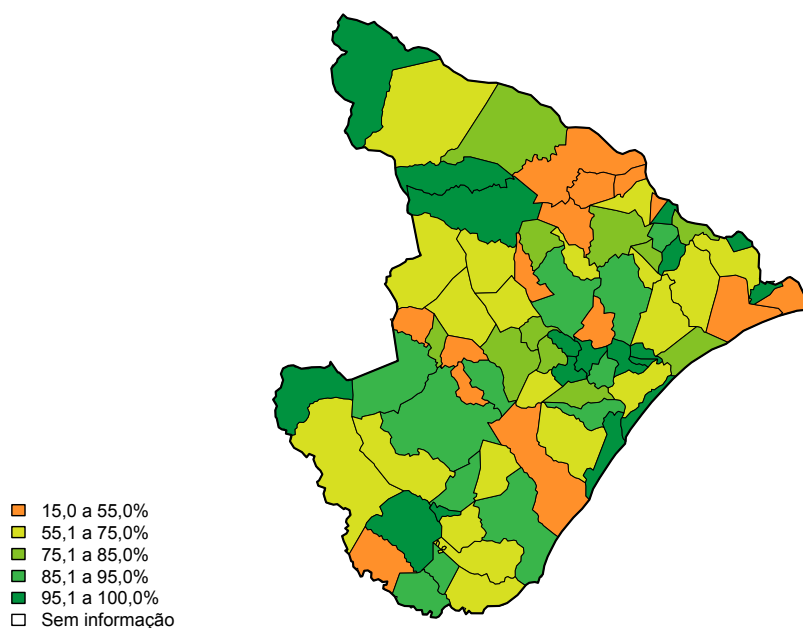 15,0 a 55,0%
55,1 a 75,0%
75,1 a 85,0%
85,1 a 95,0%
95,1 a 100,0%
Sem informação